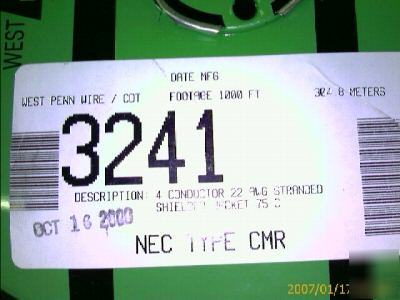 WEST
DATE MFG
WEST PENN WIRE / CDT FOOTAGE 1000 FT 304 8 METERS
3241
DESCRIPTION: 4 CONDUCTOR 22 AWG STRANDED
SHIELDED JACKET 75 C
OCT 16 2000
NEC TYPE CMR
2007/01/17